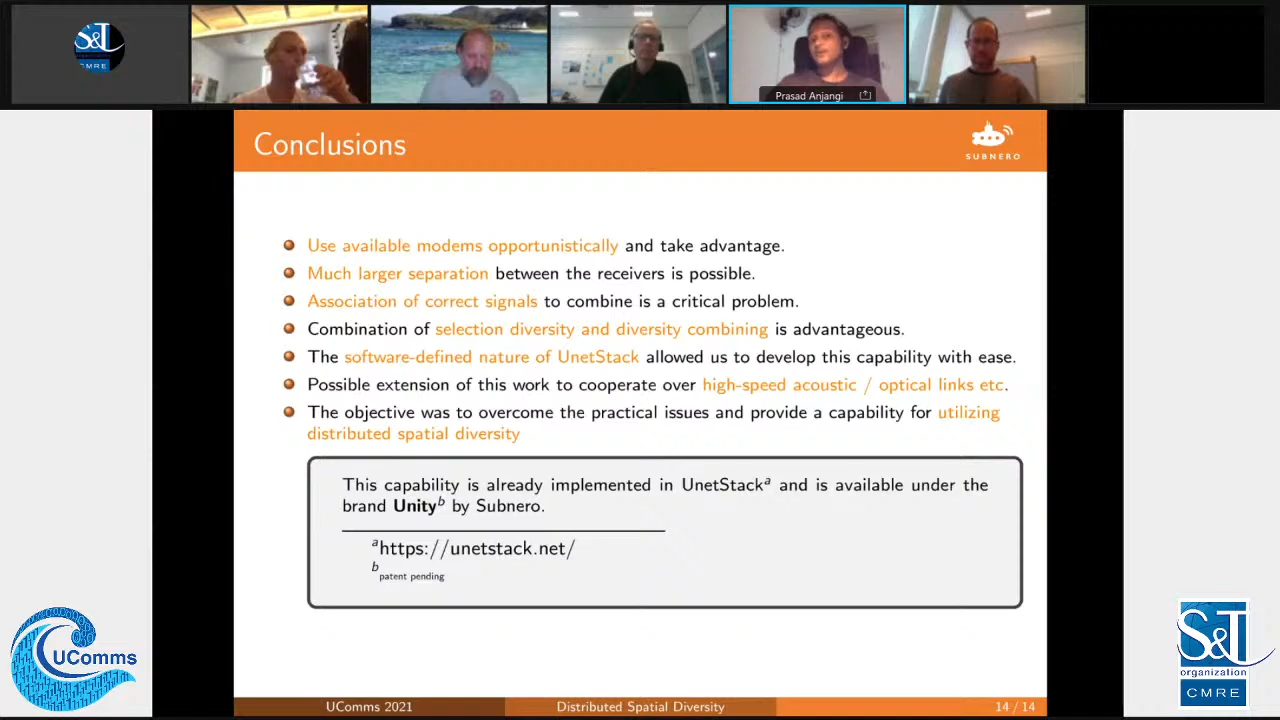 S&T
CMRE
Prasad Anjangi
Conclusions
SUBNERO
Use available modems opportunistically and take advantage.
Much larger separation between the receivers is possible.
Association of correct signals to combine is a critical problem.
Combination of selection diversity and diversity combining is advantageous.
The software-defined nature of UnetStack allowed us to develop this capability with ease.
Possible extension of this work to cooperate over high-speed acoustic / optical links etc.
The objective was to overcome the practical issues and provide a capability for utilizing
distributed spatial diversity
This capability is already implemented in UnetStackᵃ and is available under the
brand Unityᵇ by Subnero.
ᵃhttps://unetstack.net/
ᵇpatent pending
UComms
S&T
organization
CMRE
UComms 2021
Distributed Spatial Diversity
14 / 14